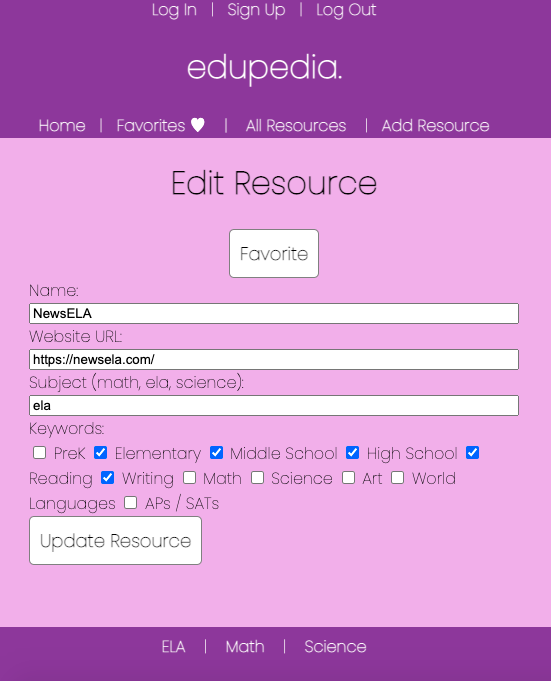 Log In | Sign Up | Log Out
edupedia.
Home | Favorites ♥ | All Resources | Add Resource
Edit Resource
Favorite
Name:
NewsELA
Website URL:
https://newsela.com/
Subject (math, ela, science):
ela
Keywords:
PreK Elementary Middle School High School
Reading Writing Math Science Art World
Languages APs / SATs
Update Resource
ELA | Math | Science